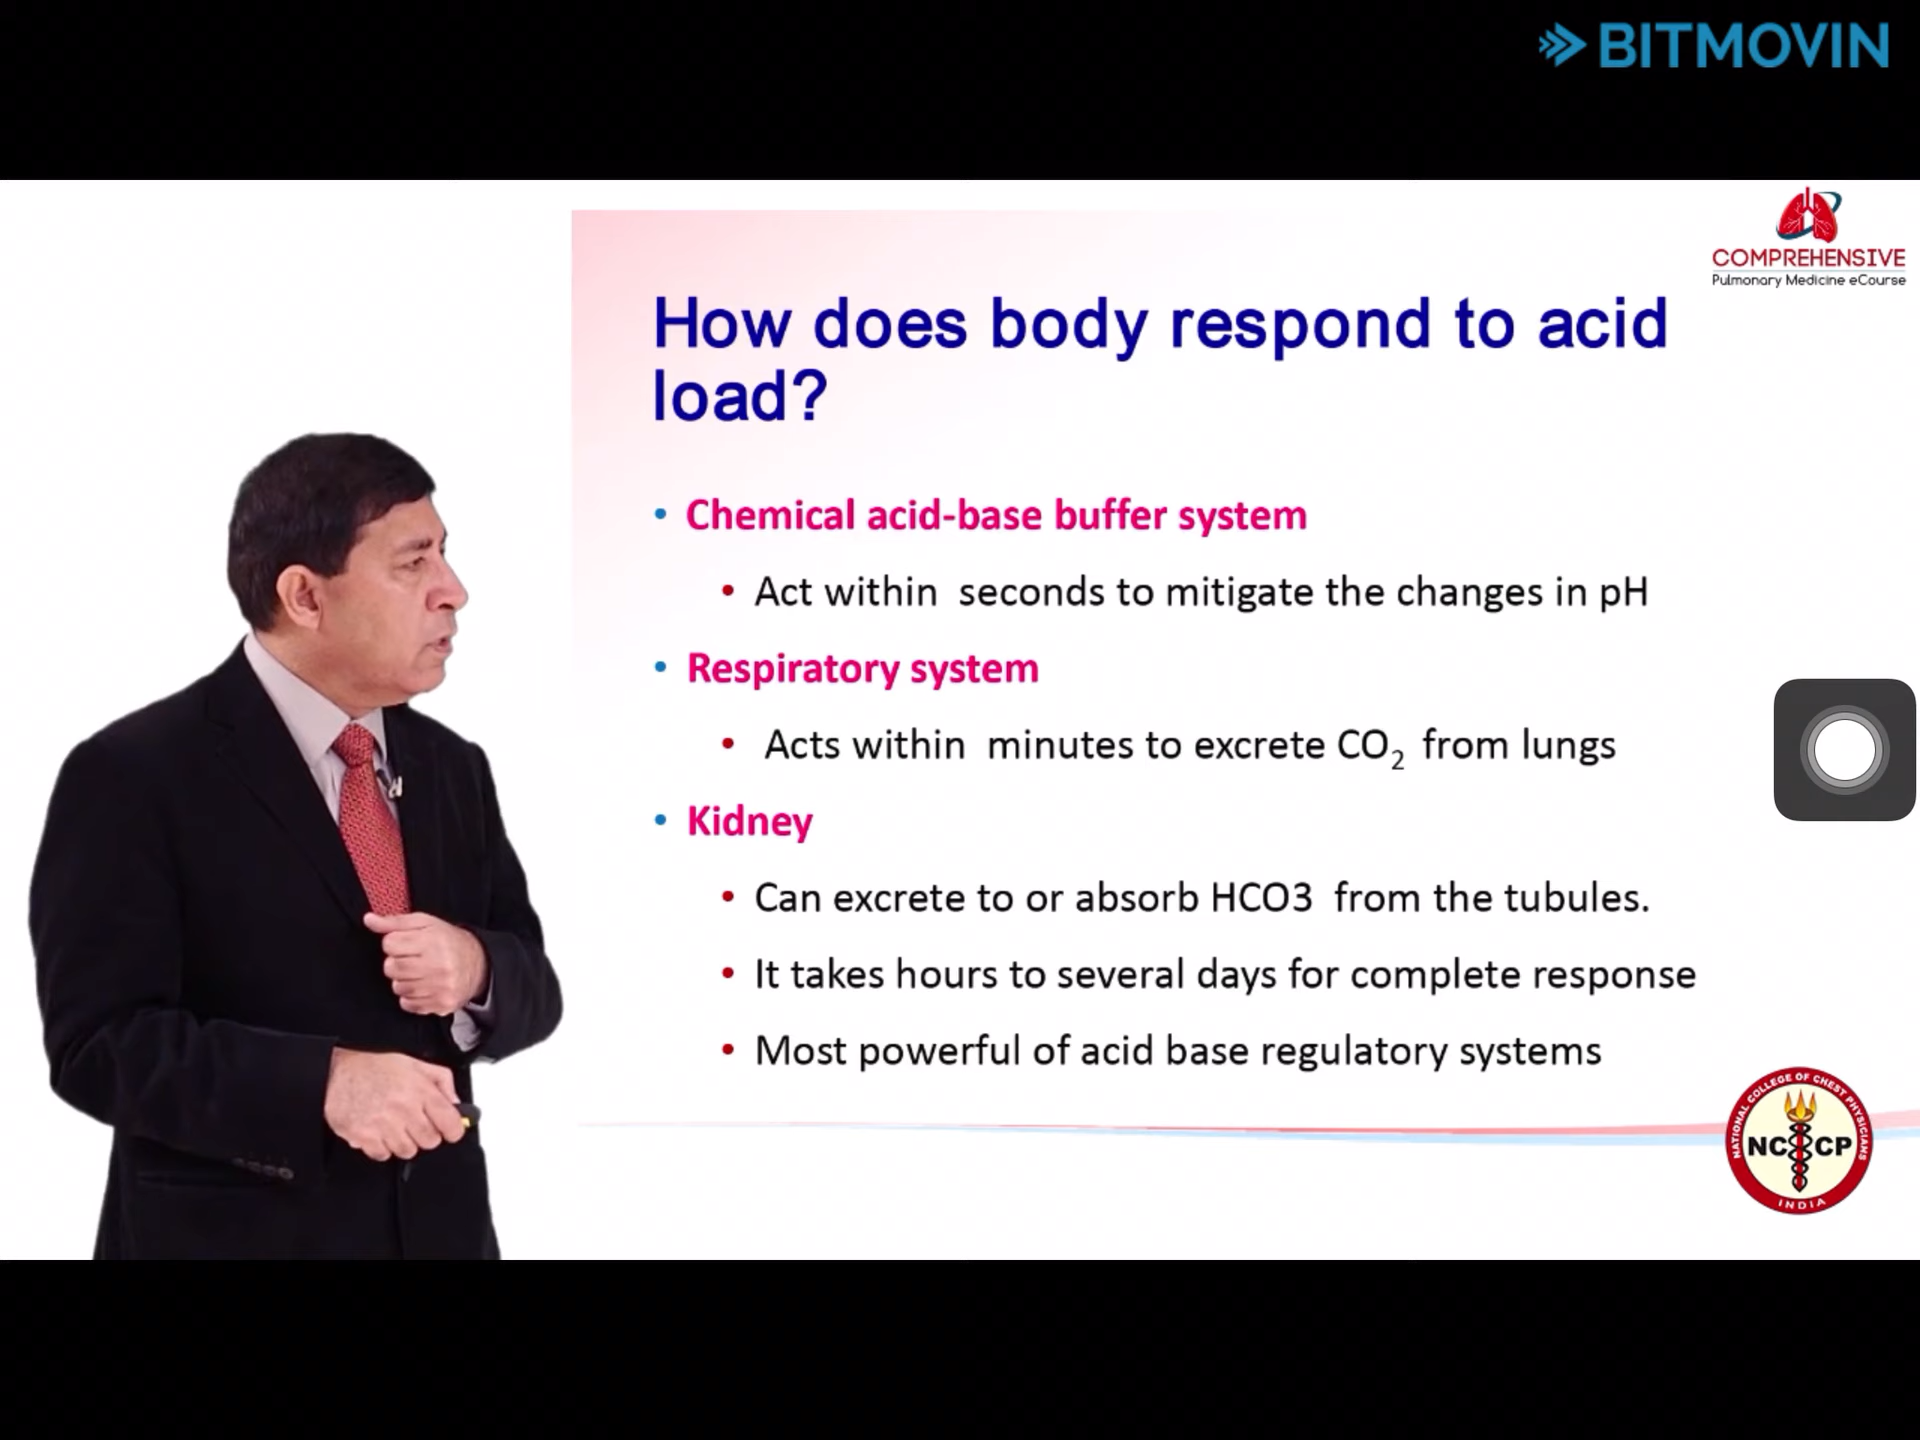 BITMOVIN
COMPREHENSIVE
Pulmonary Medicine eCourse
How does body respond to acid
load?
• Chemical acid-base buffer system
• Act within seconds to mitigate the changes in pH
• Respiratory system
• Acts within minutes to excrete CO₂ from lungs
• Kidney
• Can excrete to or absorb HCO3 from the tubules.
• It takes hours to several days for complete response
• Most powerful of acid base regulatory systems
NATIONAL COLLEGE OF CHEST PHYSICIANS
NCCP
INDIA